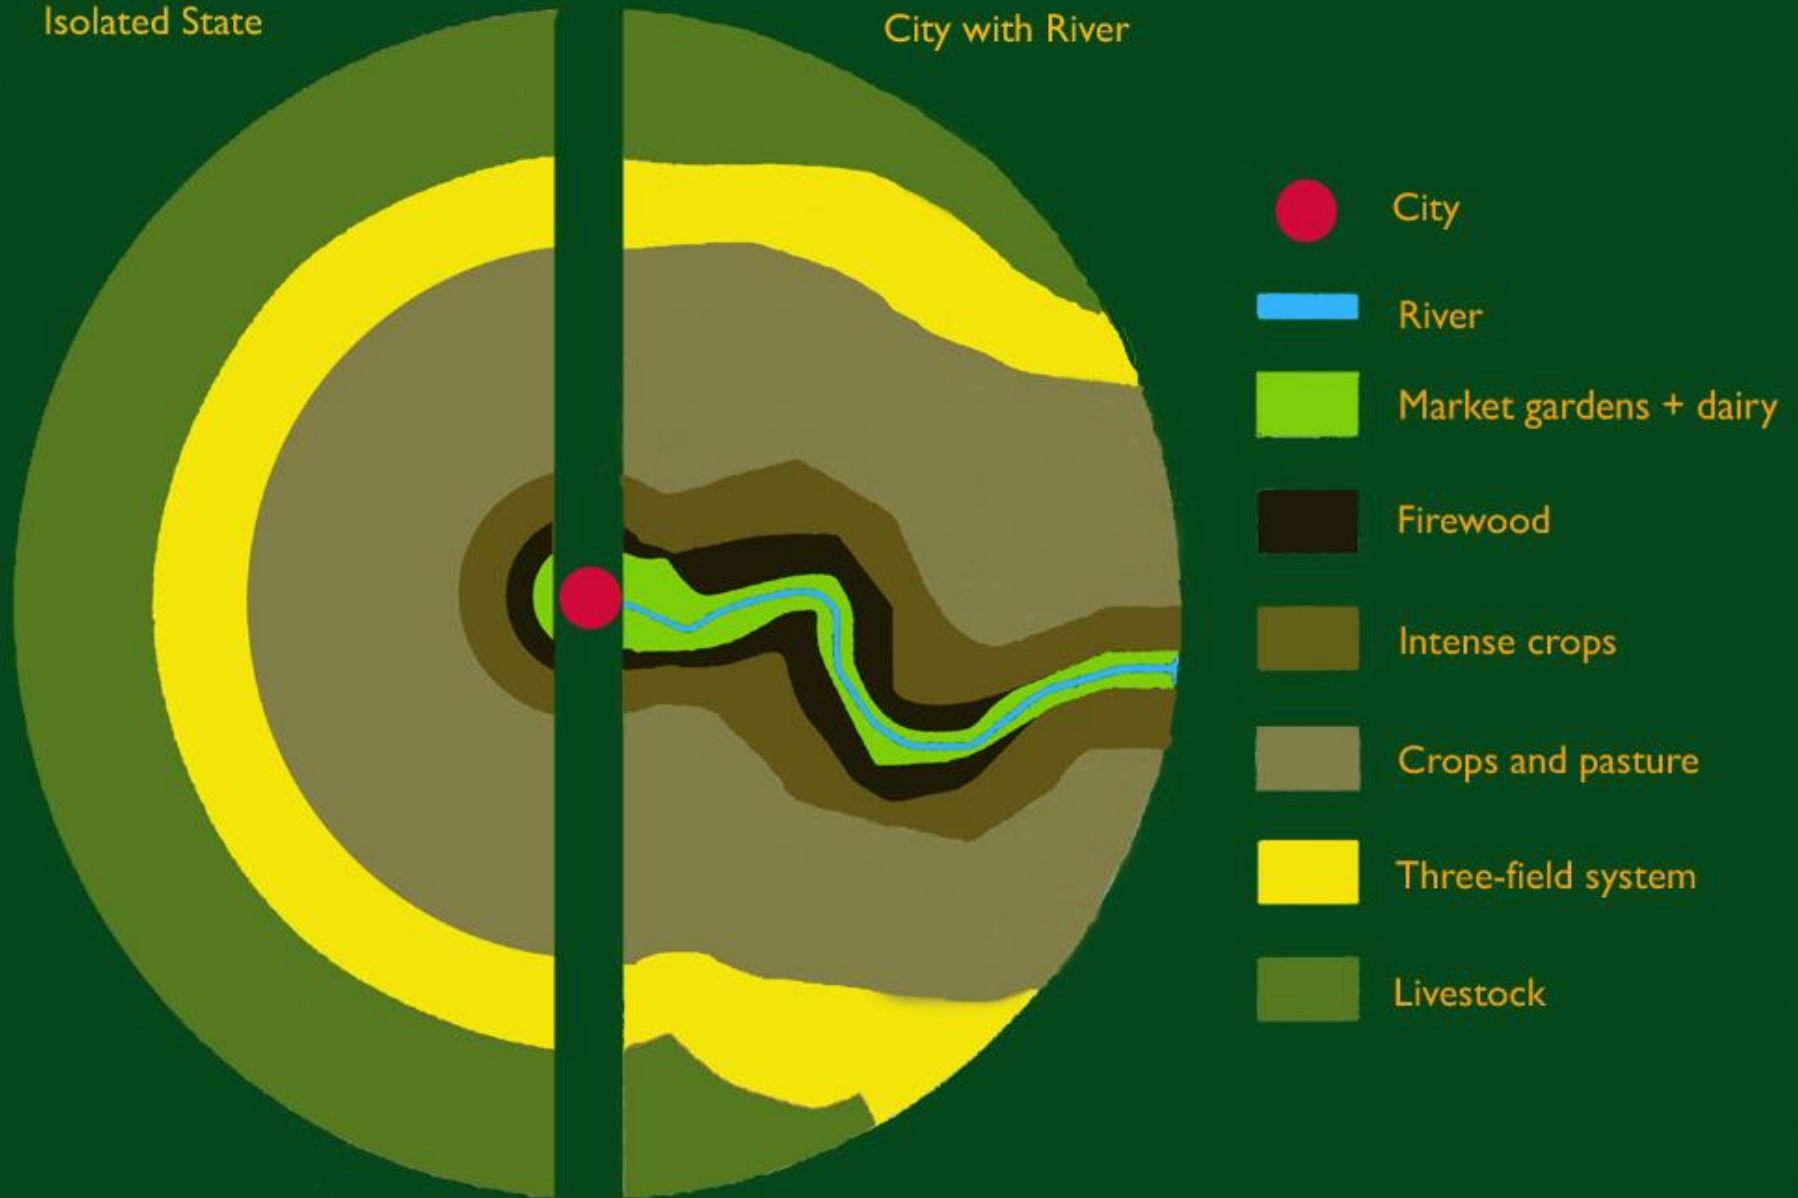 Isolated State
City with River
City
River
Market gardens + dairy
Firewood
Intense crops
Crops and pasture
Three-field system
Livestock